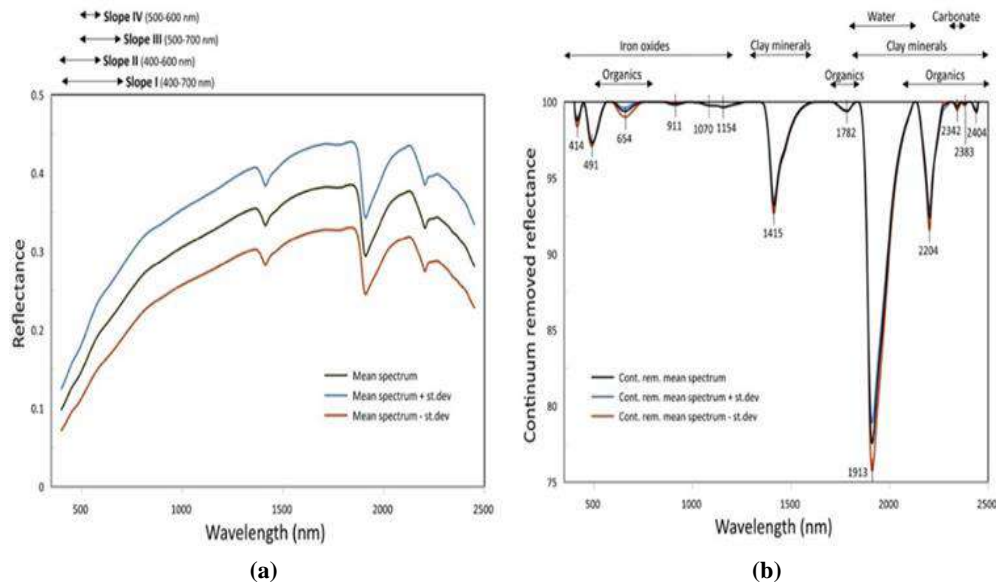 Slope IV (500-600 nm)
Slope III (500-700 nm)
Slope II (400-600 nm)
Slope I (400-700 nm)
0.5
0.4
0.3
0.2
0.1
0
Reflectance
Mean spectrum
Mean spectrum + st.dev
Mean spectrum - st.dev
500 1000 1500 2000 2500
Wavelength (nm)
(a)
Water Carbonate
Iron oxides Clay minerals Clay minerals
Organics Organics Organics
100
95
90
85
80
75
Continuum removed reflectance
414
491
654
911
1070
1154
1415
1782
1913
2204
2342
2383
2404
Cont. rem. mean spectrum
Cont. rem. mean spectrum + st.dev
Cont. rem. mean spectrum - st.dev
500 1000 1500 2000 2500
Wavelength (nm)
(b)